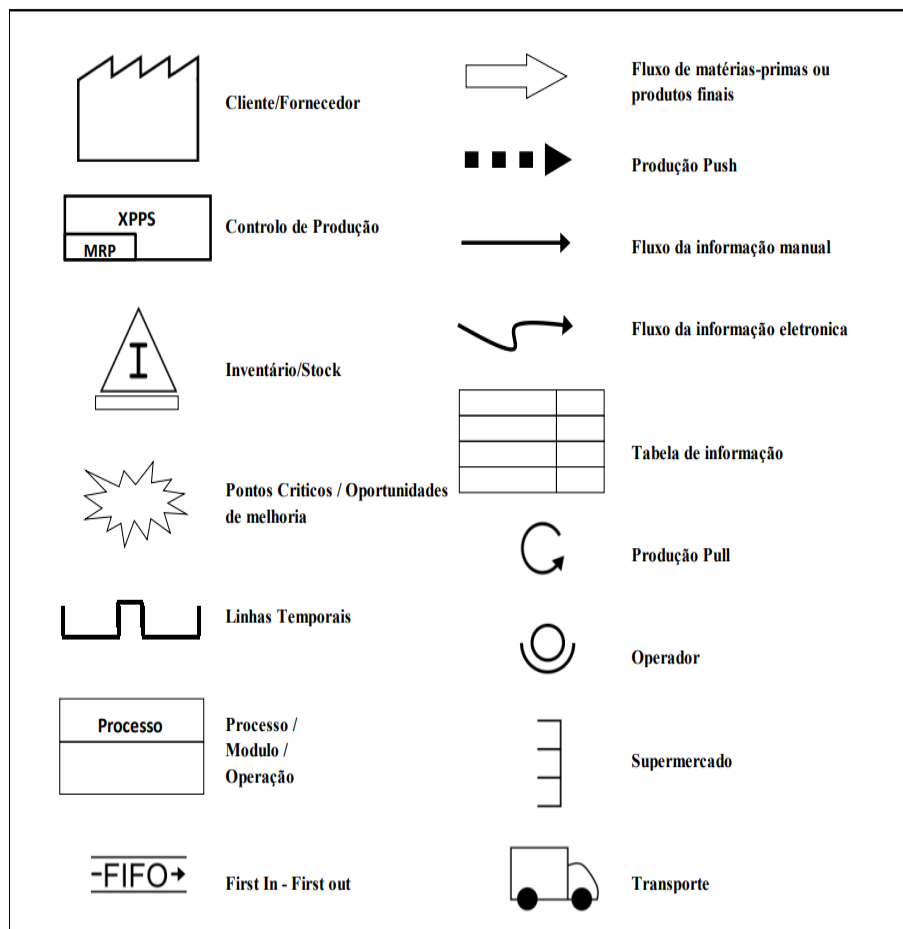 Cliente/Fornecedor
XPPS
MRP
Controlo de Produção
I
Inventário/Stock
Pontos Criticos / Oportunidades
de melhoria
Linhas Temporais
Processo
Processo /
Modulo /
Operação
-FIFO→
First In - First out
Fluxo de matérias-primas ou
produtos finais
Produção Push
Fluxo da informação manual
Fluxo da informação eletronica
Tabela de informação
Produção Pull
Operador
Supermercado
Transporte